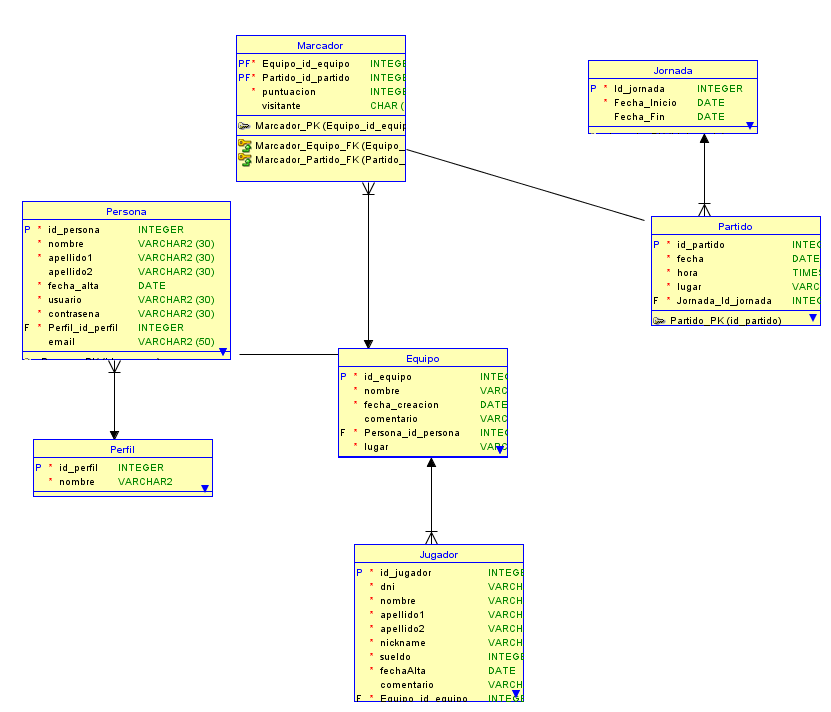 Marcador
PF* Equipo_id_equipo INTEGE
PF* Partido_id_partido INTEGE
* puntuacion INTEGE
visitante CHAR (
Marcador_PK (Equipo_id_equip
Marcador_Equipo_FK (Equipo_
Marcador_Partido_FK (Partido_
Jornada
P * Id_jornada INTEGER
* Fecha_Inicio DATE
Fecha_Fin DATE
Persona
P * id_persona INTEGER
* nombre VARCHAR2 (30)
* apellido1 VARCHAR2 (30)
apellido2 VARCHAR2 (30)
* fecha_alta DATE
* usuario VARCHAR2 (30)
* contrasena VARCHAR2 (30)
F * Perfil_id_perfil INTEGER
email VARCHAR2 (50)
Partido
P * id_partido INTEG
* fecha DATE
* hora TIMES
* lugar VARC
F * Jornada_Id_jornada INTEG
Partido_PK (id_partido)
Equipo
P * id_equipo INTEG
* nombre VARC
* fecha_creacion DATE
comentario VARC
F * Persona_id_persona INTEG
* lugar VARC
Perfil
P * id_perfil INTEGER
* nombre VARCHAR2
Jugador
P * id_jugador INTEGE
* dni VARCH
* nombre VARCH
* apellido1 VARCH
* apellido2 VARCH
* nickname VARCH
* sueldo INTEGE
* fechaAlta DATE
comentario VARCH
F * Equipo_id_equipo INTEGE